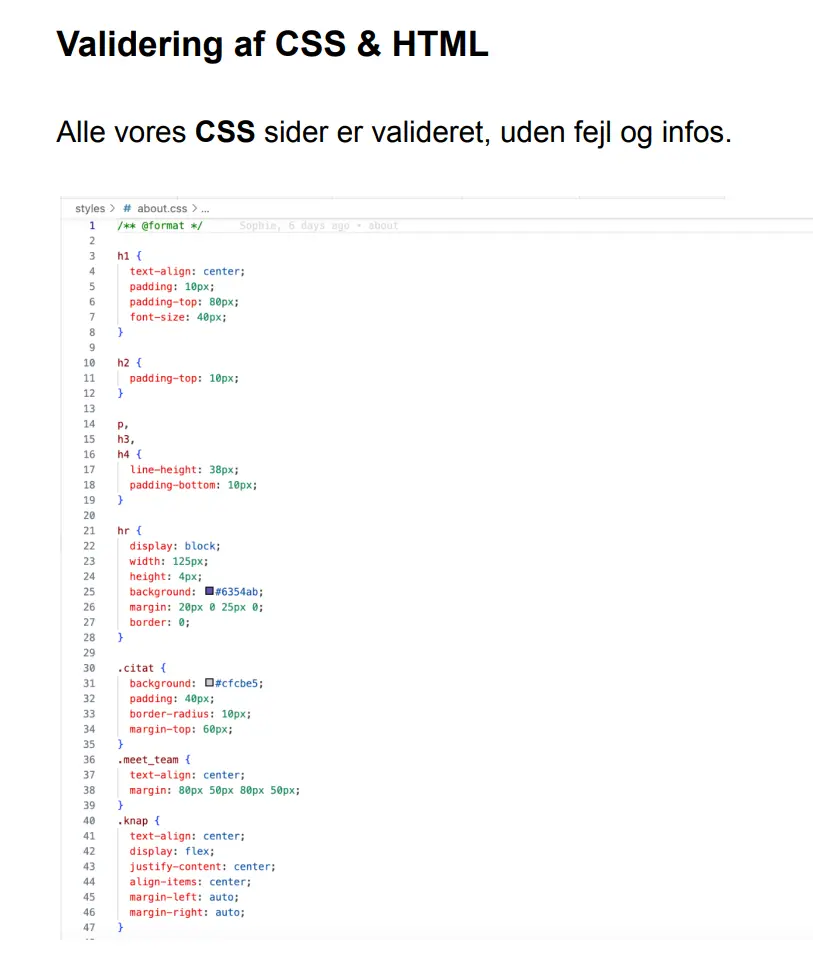 Validering af CSS & HTML
Alle vores CSS sider er valideret, uden fejl og infos.
styles > # about.css > ...
1 /** @format */ Sophie, 6 days ago • about
2
3 h1 {
4 text-align: center;
5 padding: 10px;
6 padding-top: 80px;
7 font-size: 40px;
8 }
9
10 h2 {
11 padding-top: 10px;
12 }
13
14 p,
15 h3,
16 h4 {
17 line-height: 38px;
18 padding-bottom: 10px;
19 }
20
21 hr {
22 display: block;
23 width: 125px;
24 height: 4px;
25 background: #6354ab;
26 margin: 20px 0 25px 0;
27 border: 0;
28 }
29
30 .citat {
31 background: #cfcbe5;
32 padding: 40px;
33 border-radius: 10px;
34 margin-top: 60px;
35 }
36 .meet_team {
37 text-align: center;
38 margin: 80px 50px 80px 50px;
39 }
40 .knap {
41 text-align: center;
42 display: flex;
43 justify-content: center;
44 align-items: center;
45 margin-left: auto;
46 margin-right: auto;
47 }